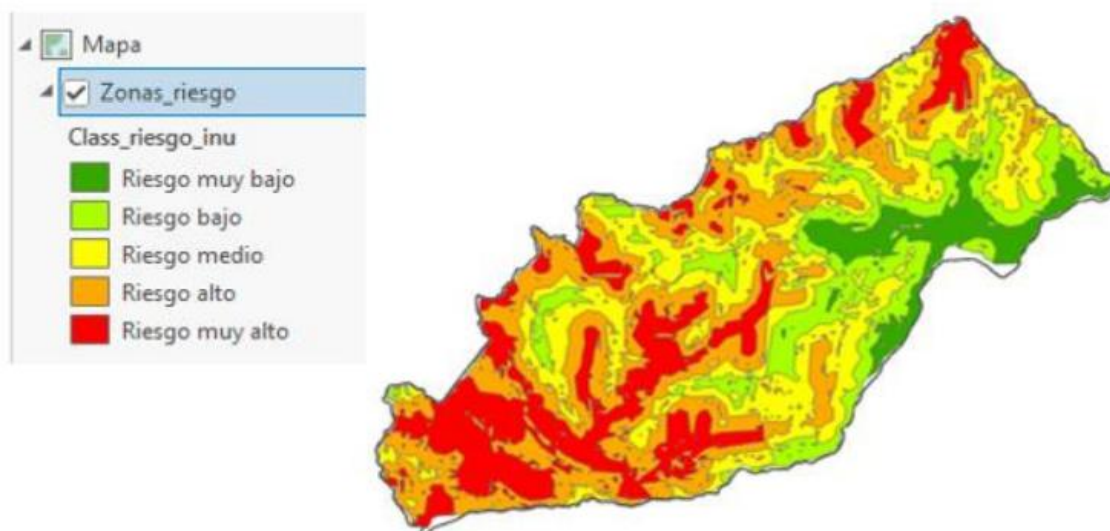 Mapa
Zonas_riesgo
Class_riesgo_inu
Riesgo muy bajo
Riesgo bajo
Riesgo medio
Riesgo alto
Riesgo muy alto